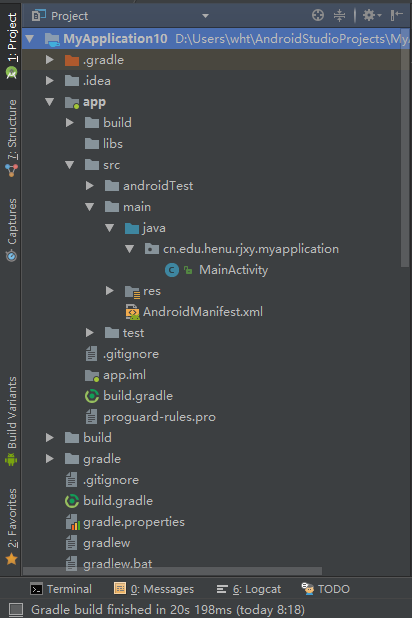 Project
MyApplication10 D:\Users\wht\AndroidStudioProjects\My
.gradle
.idea
app
build
libs
src
androidTest
main
java
cn.edu.henu.rjxy.myapplication
MainActivity
res
AndroidManifest.xml
test
.gitignore
app.iml
build.gradle
proguard-rules.pro
build
gradle
.gitignore
build.gradle
gradle.properties
gradlew
gradlew.bat
1: Project
7: Structure
Captures
Build Variants
2: Favorites
Terminal 0: Messages 6: Logcat TODO
Gradle build finished in 20s 198ms (today 8:18)